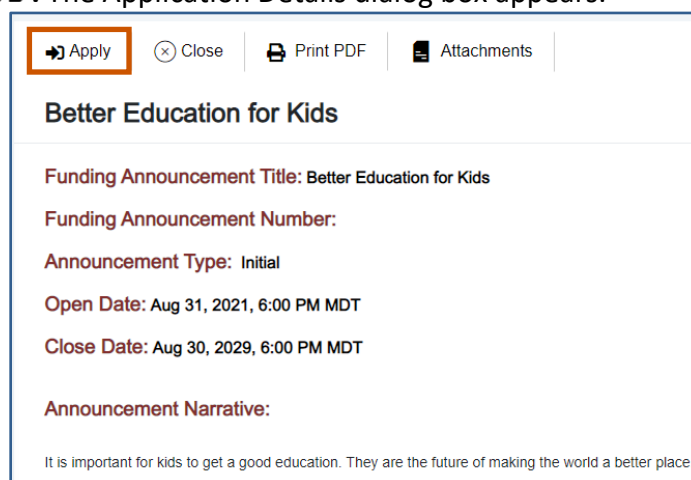 . The Application Details dialog box appears.
Apply Close Print PDF Attachments
Better Education for Kids
Funding Announcement Title: Better Education for Kids
Funding Announcement Number:
Announcement Type: Initial
Open Date: Aug 31, 2021, 6:00 PM MDT
Close Date: Aug 30, 2029, 6:00 PM MDT
Announcement Narrative:
It is important for kids to get a good education. They are the future of making the world a better place